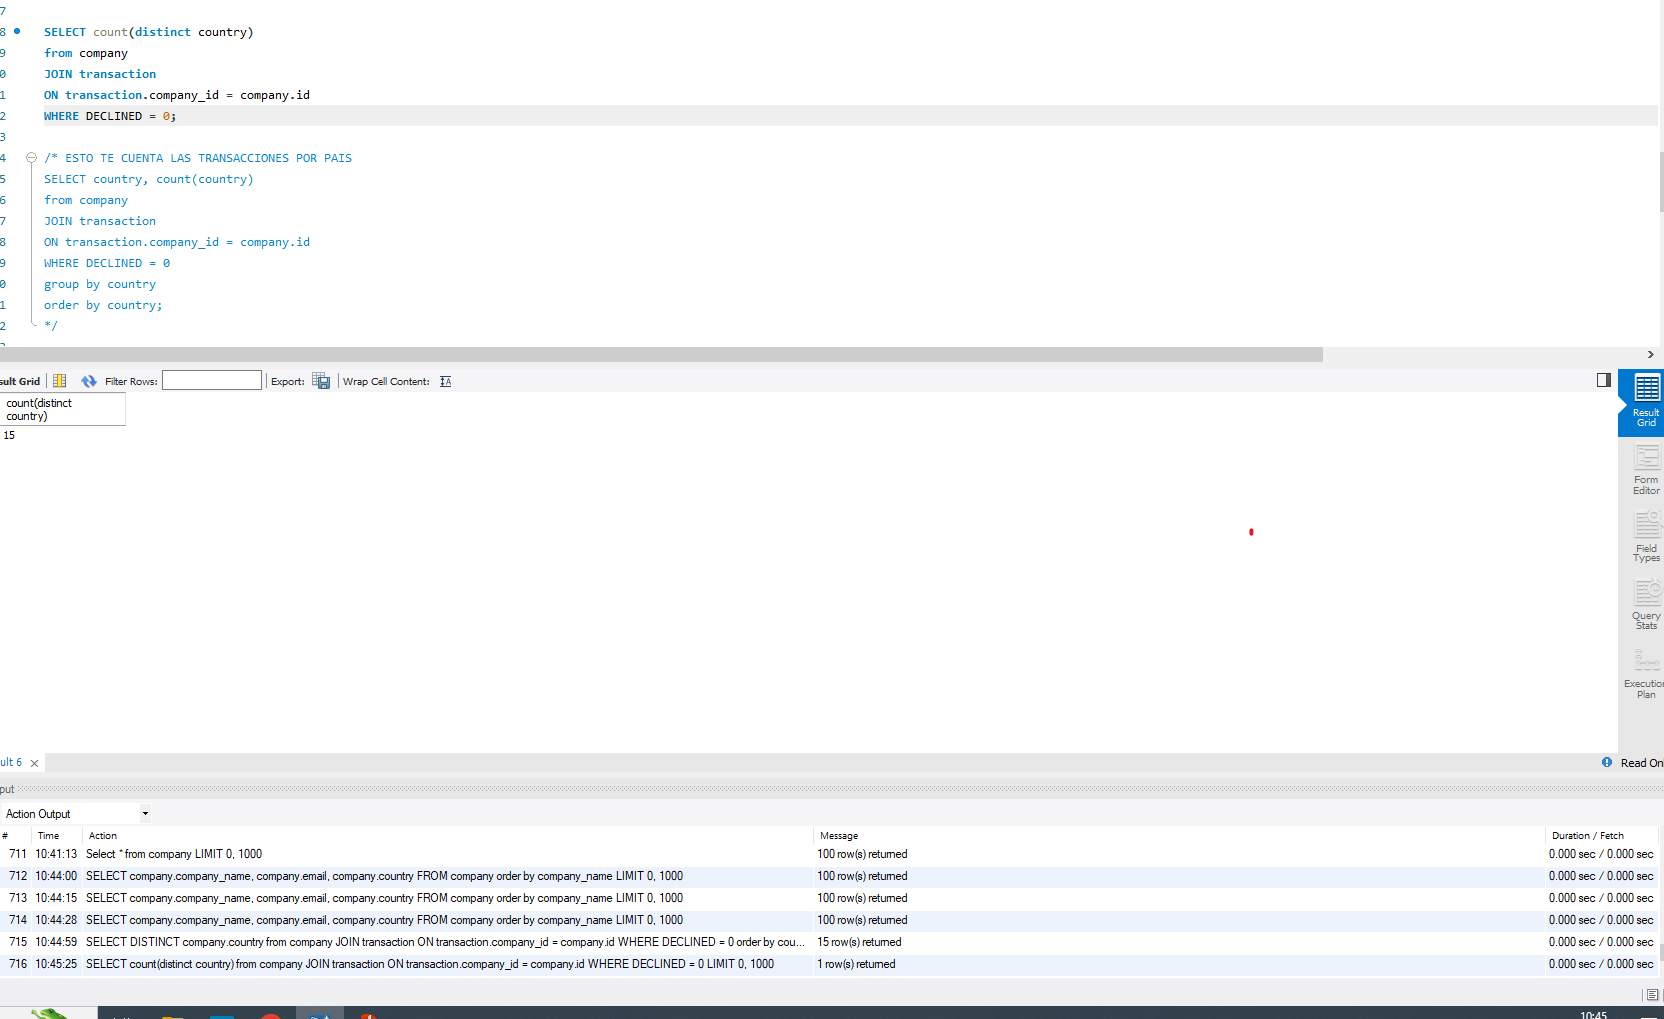 7
8 SELECT count(distinct country)
9 from company
0 JOIN transaction
1 ON transaction.company_id = company.id
2 WHERE DECLINED = 0;
3
4 /* ESTO TE CUENTA LAS TRANSACCIONES POR PAIS
5 SELECT country, count(country)
6 from company
7 JOIN transaction
8 ON transaction.company_id = company.id
9 WHERE DECLINED = 0
0 group by country
1 order by country;
2 */
sult Grid Filter Rows: Export: Wrap Cell Content: IA
count(distinct
country)
15
Result
Grid
Form
Editor
Field
Types
Query
Stats
Execution
Plan
ult 6 Read On
put
Action Output
# Time Action Message Duration / Fetch
711 10:41:13 Select * from company LIMIT 0, 1000 100 row(s) returned 0.000 sec / 0.000 sec
712 10:44:00 SELECT company.company_name, company.email, company.country FROM company order by company_name LIMIT 0, 1000 100 row(s) returned 0.000 sec / 0.000 sec
713 10:44:15 SELECT company.company_name, company.email, company.country FROM company order by company_name LIMIT 0, 1000 100 row(s) returned 0.000 sec / 0.000 sec
714 10:44:28 SELECT company.company_name, company.email, company.country FROM company order by company_name LIMIT 0, 1000 100 row(s) returned 0.000 sec / 0.000 sec
715 10:44:59 SELECT DISTINCT company.country from company JOIN transaction ON transaction.company_id = company.id WHERE DECLINED = 0 order by cou... 15 row(s) returned 0.000 sec / 0.000 sec
716 10:45:25 SELECT count(distinct country) from company JOIN transaction ON transaction.company_id = company.id WHERE DECLINED = 0 LIMIT 0, 1000 1 row(s) returned 0.000 sec / 0.000 sec
10:45